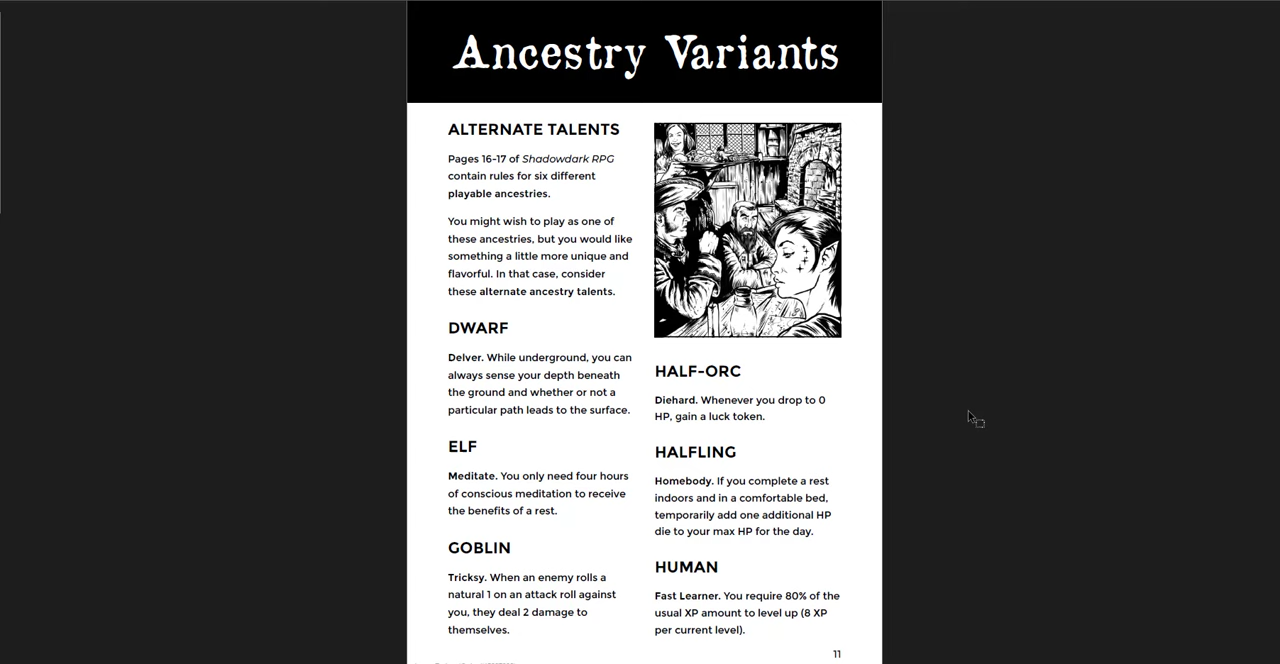 Ancestry Variants
ALTERNATE TALENTS
Pages 16-17 of Shadowdark RPG
contain rules for six different
playable ancestries.
You might wish to play as one of
these ancestries, but you would like
something a little more unique and
flavorful. In that case, consider
these alternate ancestry talents.
DWARF
Delver. While underground, you can
always sense your depth beneath
the ground and whether or not a
particular path leads to the surface.
ELF
Meditate. You only need four hours
of conscious meditation to receive
the benefits of a rest.
GOBLIN
Tricksy. When an enemy rolls a
natural 1 on an attack roll against
you, they deal 2 damage to
themselves.
HALF-ORC
Diehard. Whenever you drop to 0
HP, gain a luck token.
HALFLING
Homebody. If you complete a rest
indoors and in a comfortable bed,
temporarily add one additional HP
die to your max HP for the day.
HUMAN
Fast Learner. You require 80% of the
usual XP amount to level up (8 XP
per current level).
11